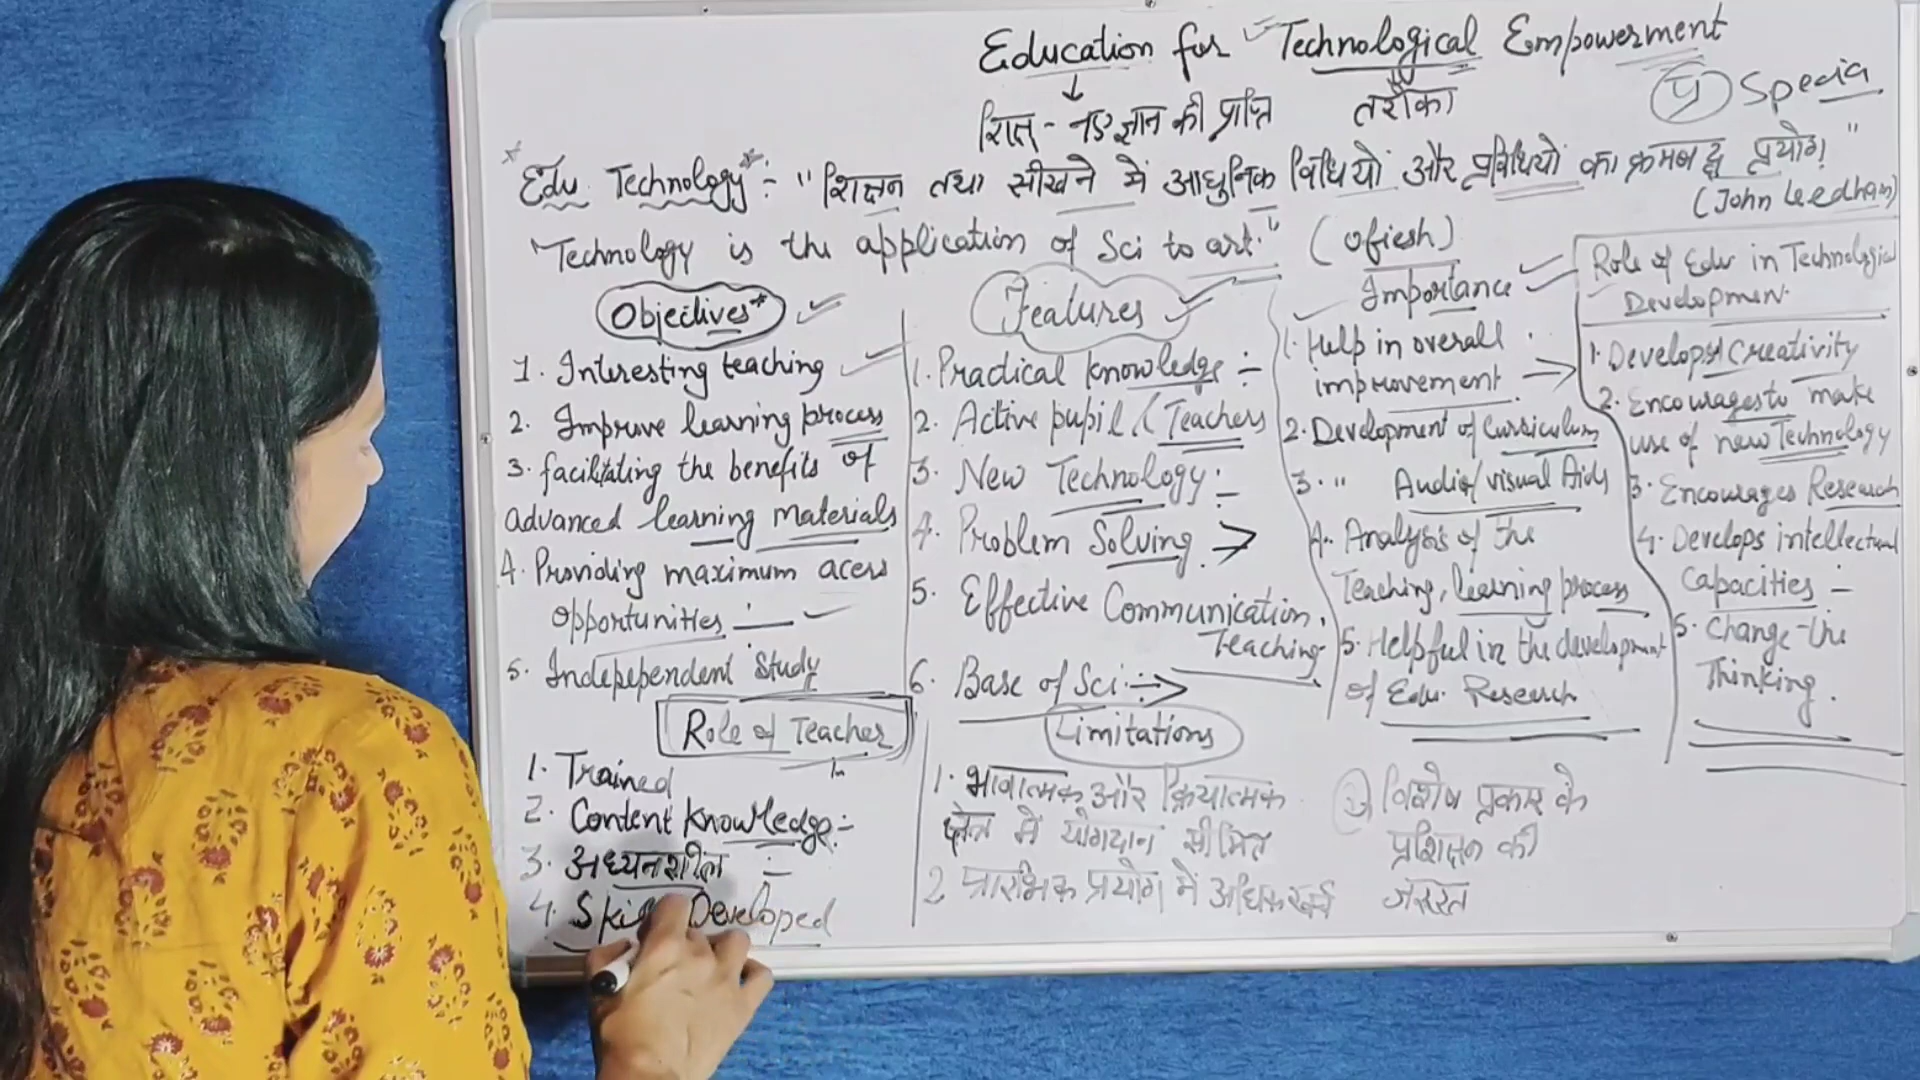 Education for Technological Empowerment
शिक्ष - नए ज्ञान की प्राप्ति
तरीका
प्र Specia
* Edu. Technology* :- "शिक्षन तथा सीखने में आधुनिक विधियों और प्रविधियों का क्रमबद्ध प्रयोग।"
(John Leedham)
"Technology is the application of Sci to art." (Ofiesh)
Objectives*
1. Interesting teaching
2. Improve learning process
3. facilitating the benefits of
advanced learning materials
4. Providing maximum acess
opportunities
5. Indepependent study
Role of Teacher
1. Trained
2. Content knowledge :-
3. अध्यनशील :-
4. Skill Developed
Features
1. Practical knowledge :-
2. Active pupil / Teachers
3. New Technology :-
4. Problem Solving →
5. Effective Communication.
Teaching
6. Base of Sci :→
Limitations
1. भावात्मक और क्रियात्मक
क्षेत्र में योगदान सीमित
2 प्रारंभिक प्रयोग में अधिक खर्च
3 विशेष प्रकार के
प्रशिक्षन की
जरूरत
Importance
1. Help in overall
improvement →
2. Development of Curriculum
3. " Audio/visual Aids
4. Analysis of the
Teaching, learning process
5. Helpful in the development
of Edu. Research
Role of Edu in Technological
Development.
1. Develops Creativity
2. Encourages to make
use of new Technology
3. Encourages Research
4. Develops intellectual
Capacities :-
5. Change the
Thinking.